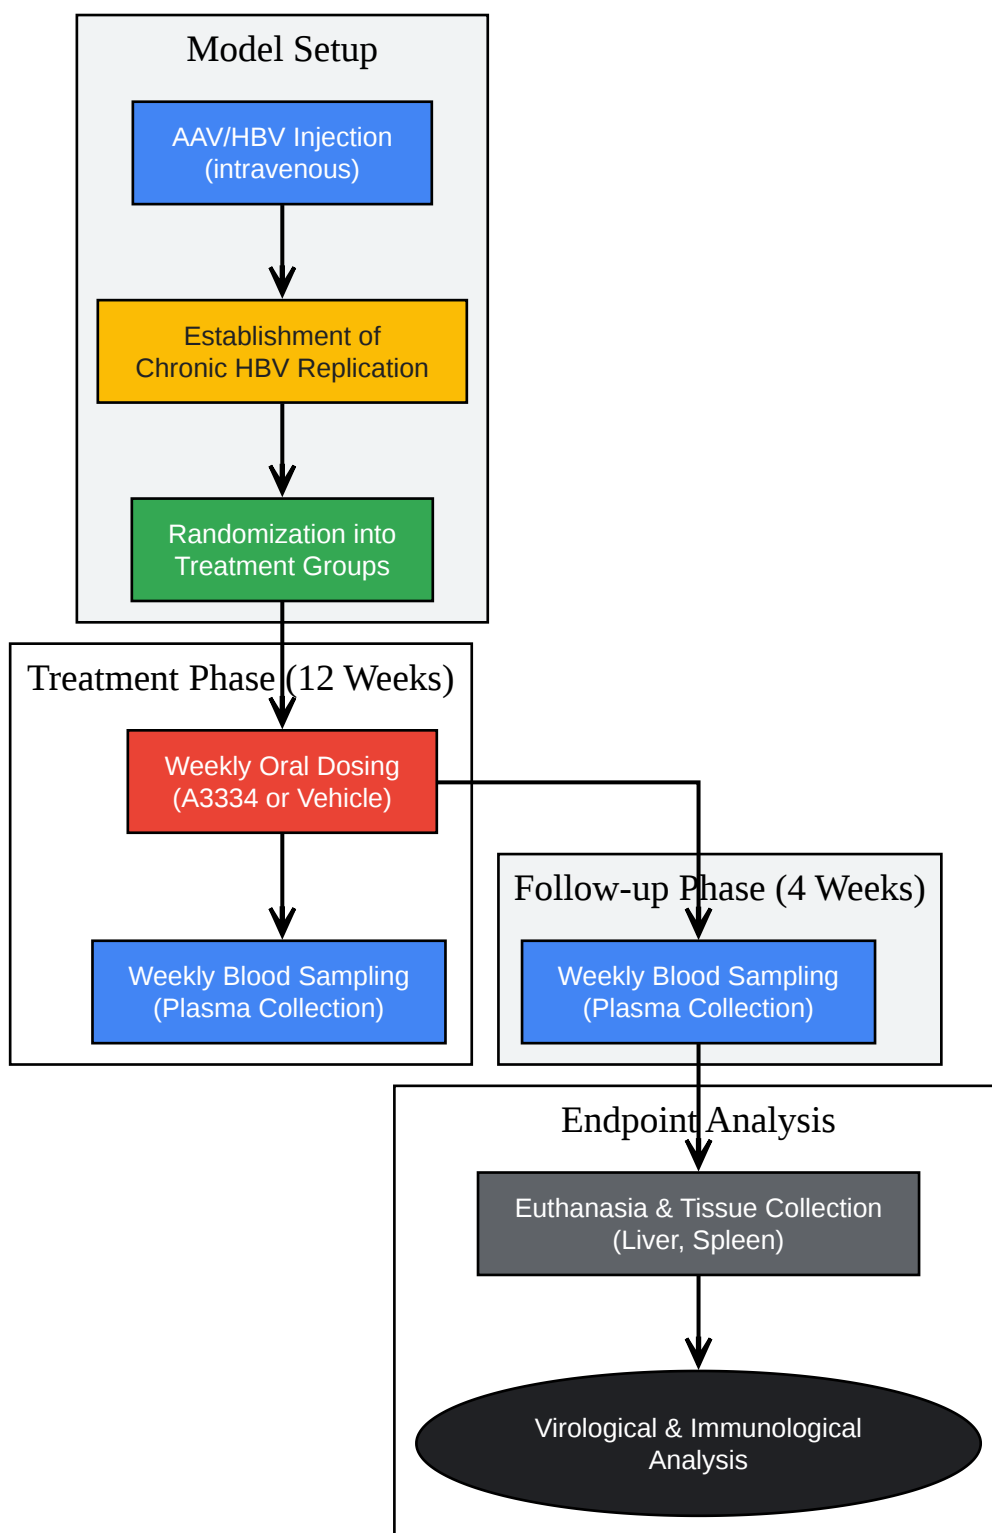 Model Setup
AAV/HBV Injection
(intravenous)
Establishment of
Chronic HBV Replication
Randomization into
Treatment Groups
Treatment Phase (12 Weeks)
Weekly Oral Dosing
(A3334 or Vehicle)
Weekly Blood Sampling
(Plasma Collection)
Follow-up Phase (4 Weeks)
Weekly Blood Sampling
(Plasma Collection)
Endpoint Analysis
Euthanasia & Tissue Collection
(Liver, Spleen)
Virological & Immunological
Analysis